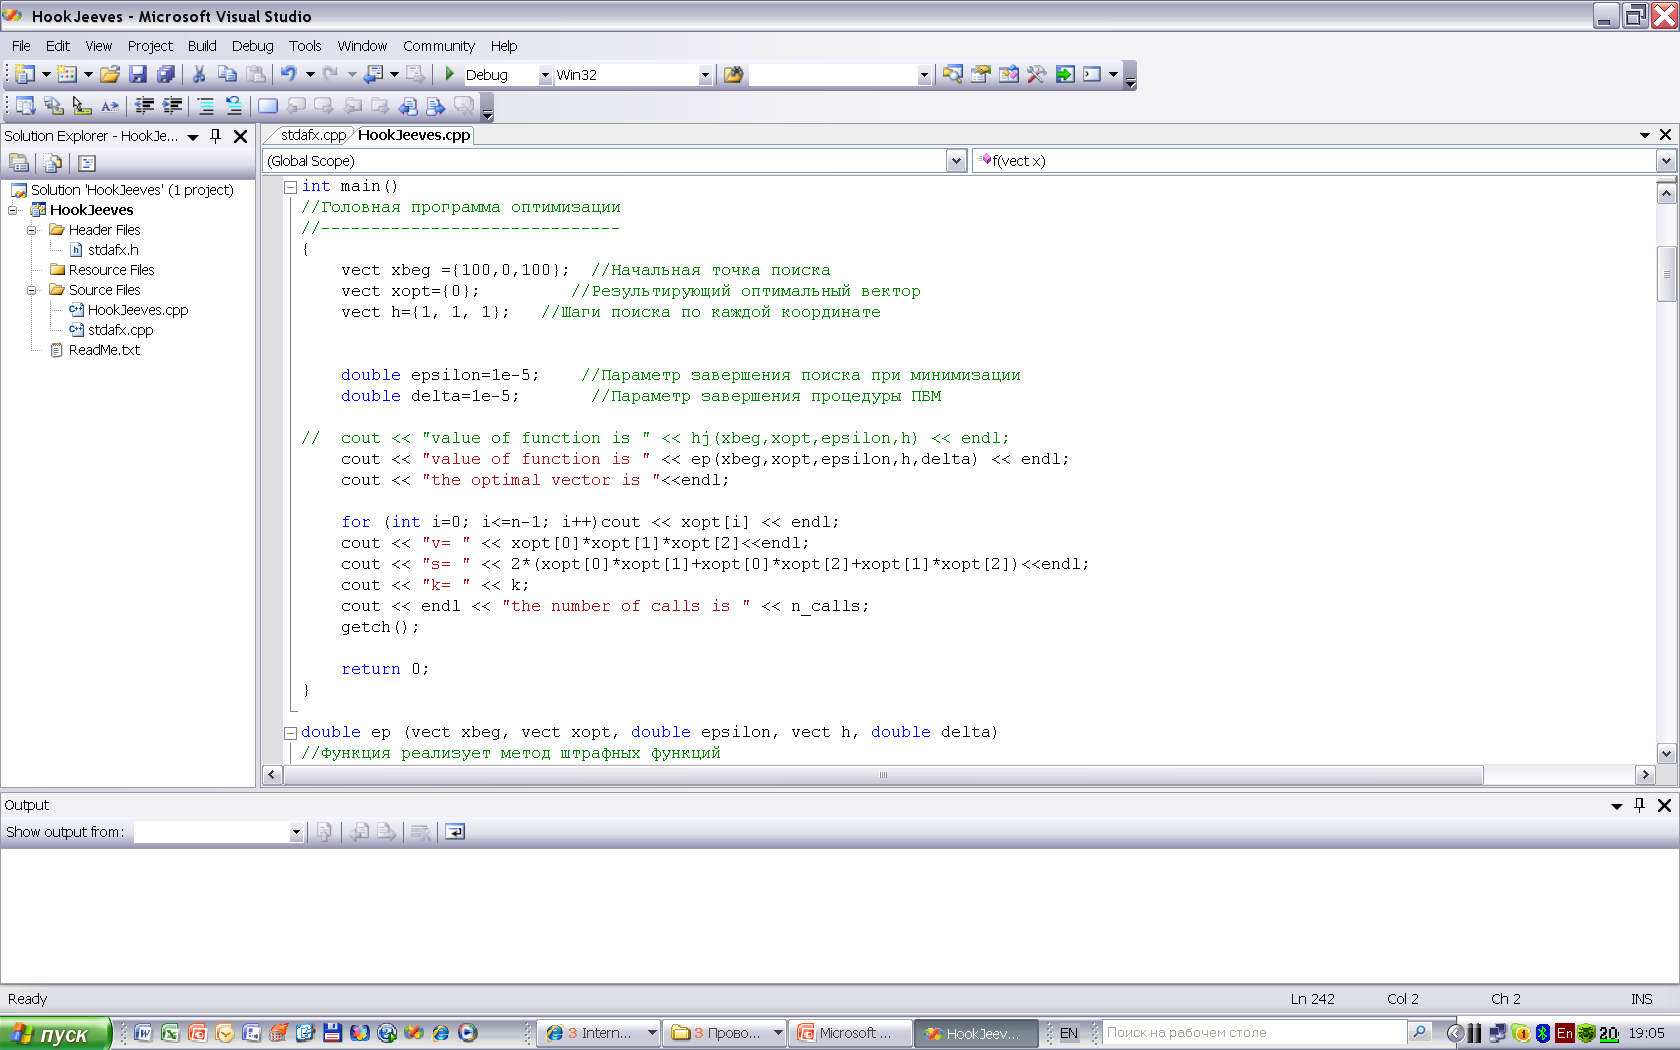 HookJeeves - Microsoft Visual Studio
File Edit View Project Build Debug Tools Window Community Help
Debug Win32
Solution Explorer - HookJe...
stdafx.cpp HookJeeves.cpp
(Global Scope) f(vect x)
Solution 'HookJeeves' (1 project)
HookJeeves
Header Files
stdafx.h
Resource Files
Source Files
HookJeeves.cpp
stdafx.cpp
ReadMe.txt
int main()
//Головная программа оптимизации
//------------------------------
{
vect xbeg ={100,0,100}; //Начальная точка поиска
vect xopt={0}; //Результирующий оптимальный вектор
vect h={1, 1, 1}; //Шаги поиска по каждой координате
double epsilon=1e-5; //Параметр завершения поиска при минимизации
double delta=1e-5; //Параметр завершения процедуры ПБМ
// cout << "value of function is " << hj(xbeg,xopt,epsilon,h) << endl;
cout << "value of function is " << ep(xbeg,xopt,epsilon,h,delta) << endl;
cout << "the optimal vector is "<<endl;
for (int i=0; i<=n-1; i++)cout << xopt[i] << endl;
cout << "v= " << xopt[0]*xopt[1]*xopt[2]<<endl;
cout << "s= " << 2*(xopt[0]*xopt[1]+xopt[0]*xopt[2]+xopt[1]*xopt[2])<<endl;
cout << "k= " << k;
cout << endl << "the number of calls is " << n_calls;
getch();
return 0;
}
double ep (vect xbeg, vect xopt, double epsilon, vect h, double delta)
//Функция реализует метод штрафных функций
Output
Show output from:
Ready Ln 242 Col 2 Ch 2 INS
пуск 3 Intern... 3 Прово... Microsoft ... HookJeev... EN Поиск на рабочем столе En 20 19:05